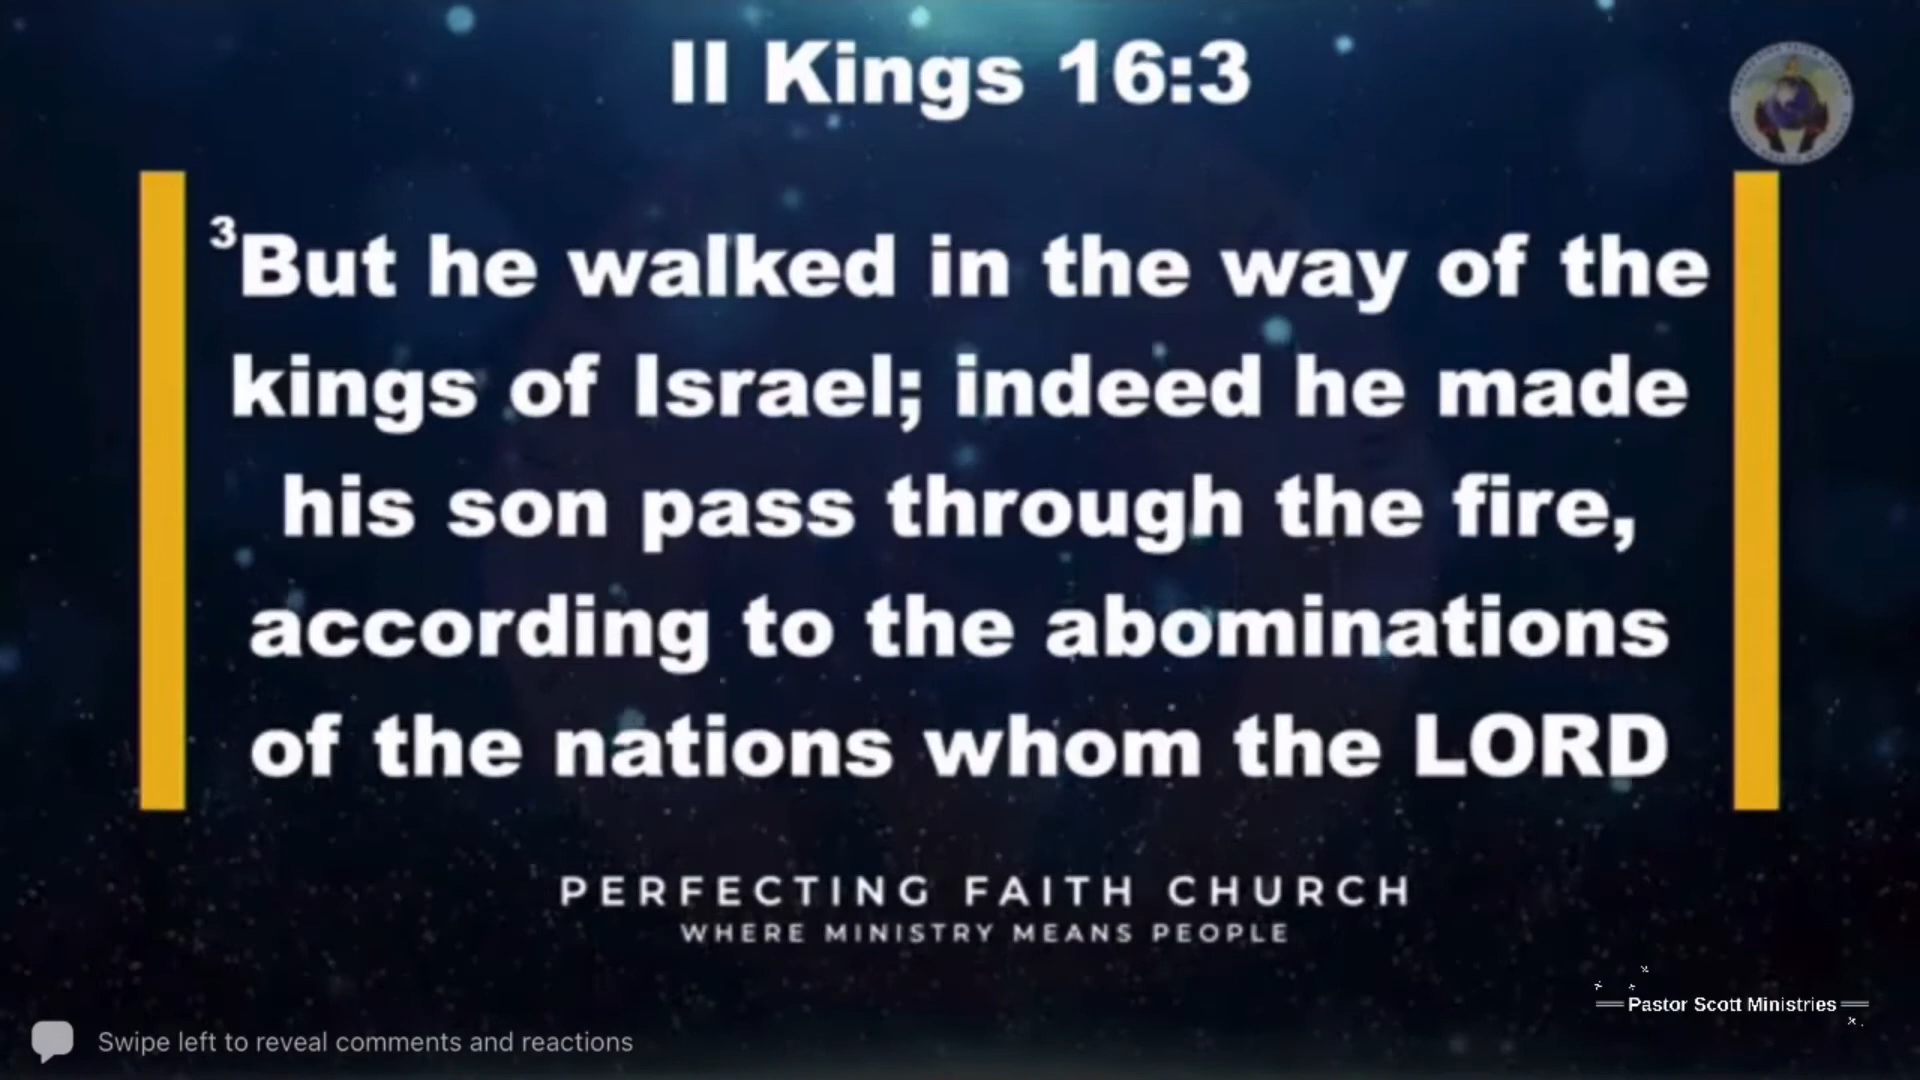 II Kings 16:3
³But he walked in the way of the
kings of Israel; indeed he made
his son pass through the fire,
according to the abominations
of the nations whom the LORD
PERFECTING FAITH CHURCH
WHERE MINISTRY MEANS PEOPLE
Pastor Scott Ministries
Swipe left to reveal comments and reactions